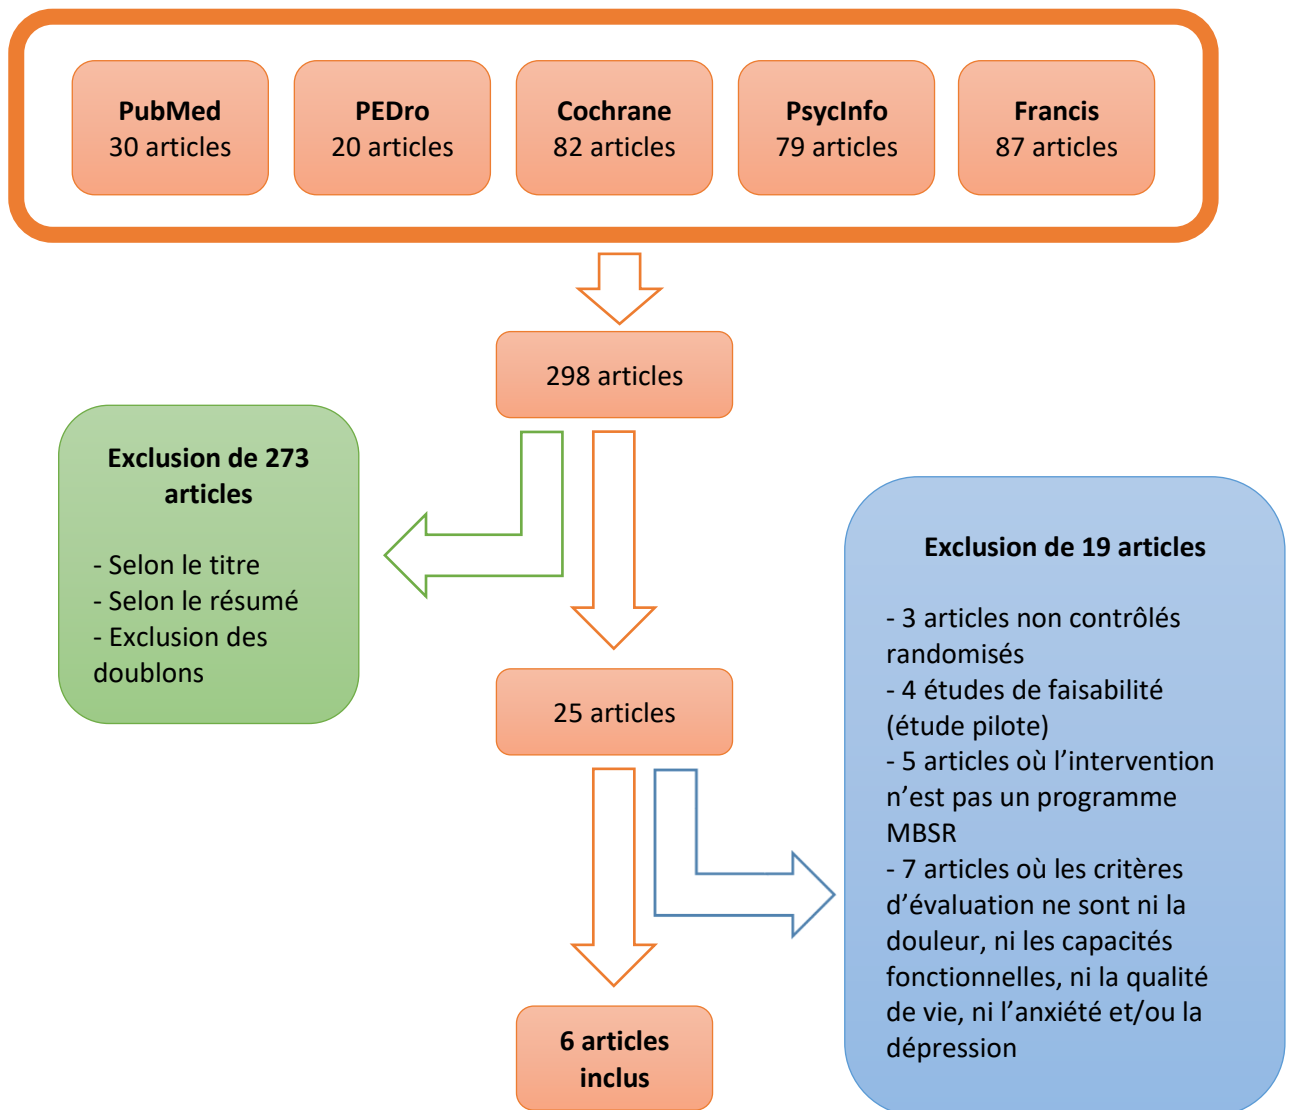 PubMed
30 articles
PEDro
20 articles
Cochrane
82 articles
PsycInfo
79 articles
Francis
87 articles
298 articles
Exclusion de 273
articles
- Selon le titre
- Selon le résumé
- Exclusion des
doublons
25 articles
Exclusion de 19 articles
- 3 articles non contrôlés
randomisés
- 4 études de faisabilité
(étude pilote)
- 5 articles où l’intervention
n’est pas un programme
MBSR
- 7 articles où les critères
d’évaluation ne sont ni la
douleur, ni les capacités
fonctionnelles, ni la qualité
de vie, ni l’anxiété et/ou la
dépression
6 articles
inclus